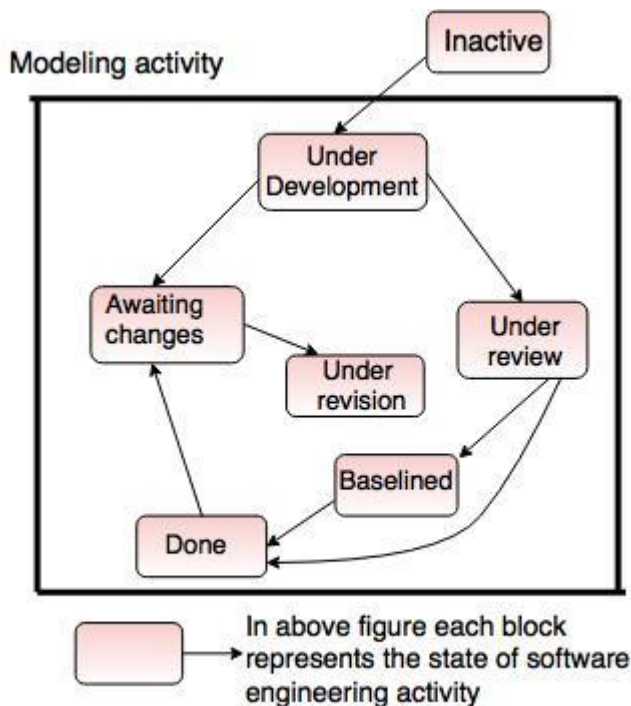 Inactive
Modeling activity
Under
Development
Awaiting
changes
Under
review
Under
revision
Baselined
Done
In above figure each block
represents the state of software
engineering activity